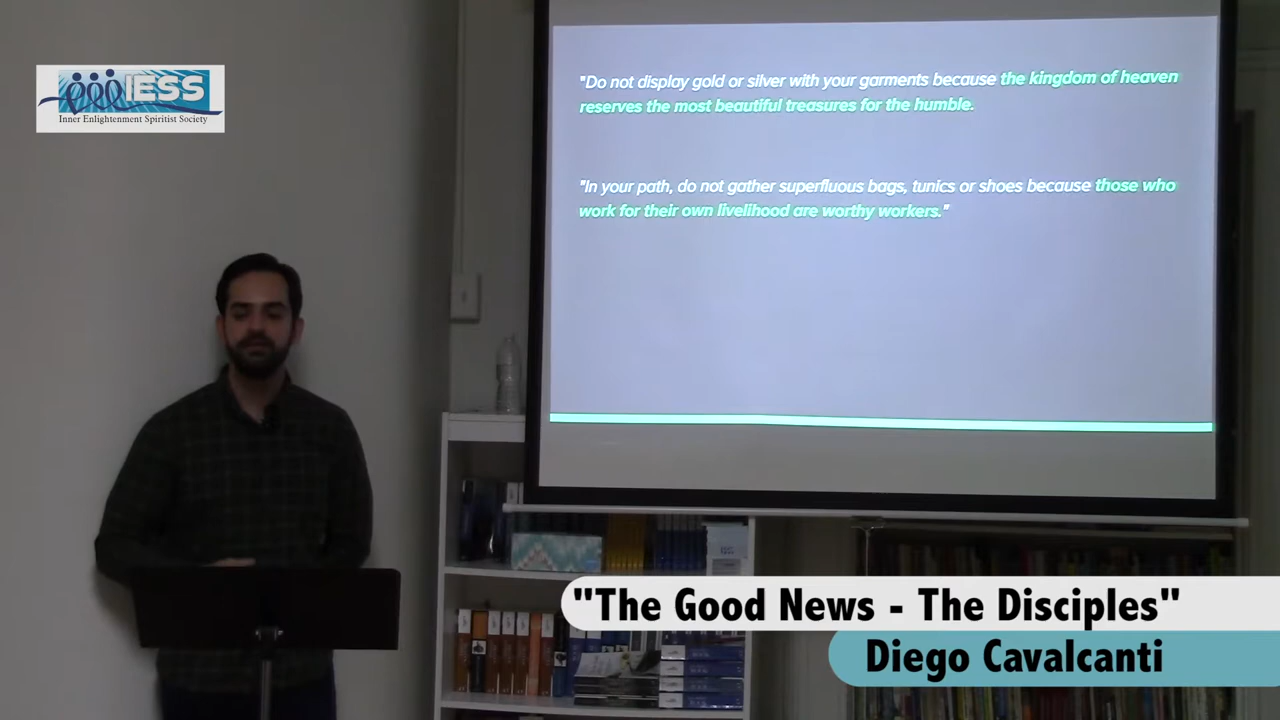 IESS
Inner Enlightenment Spiritist Society
"Do not display gold or silver with your garments because the kingdom of heaven
reserves the most beautiful treasures for the humble.
"In your path, do not gather superfluous bags, tunics or shoes because those who
work for their own livelihood are worthy workers."
"The Good News - The Disciples"
Diego Cavalcanti